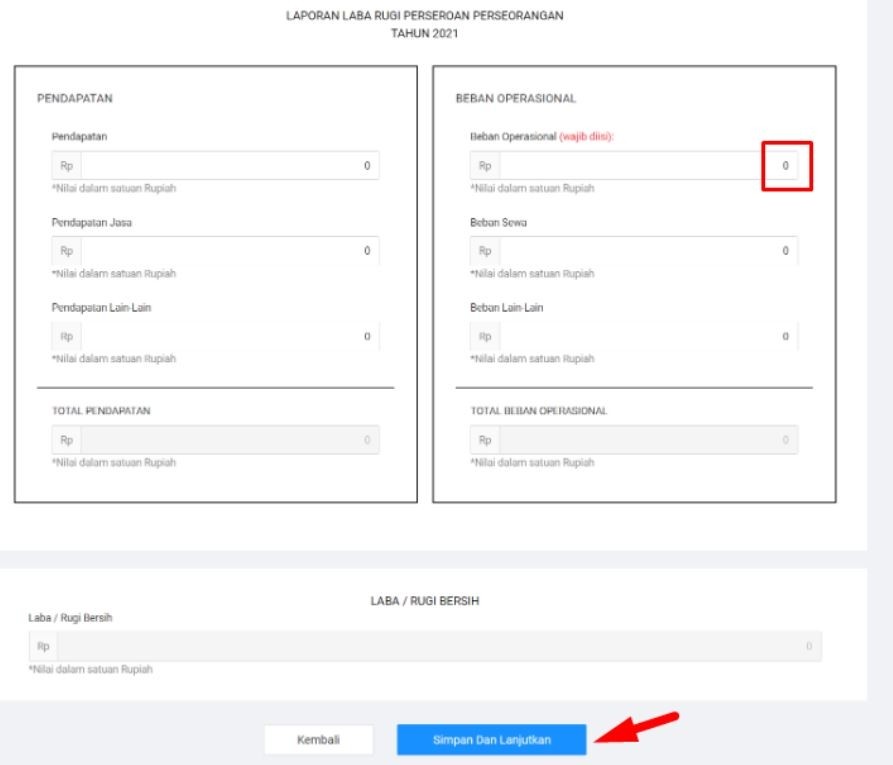 LAPORAN LABA RUGI PERSEROAN PERSEORANGAN
TAHUN 2021
PENDAPATAN
Pendapatan
Rp 0
*Nilai dalam satuan Rupiah
Pendapatan Jasa
Rp 0
*Nilai dalam satuan Rupiah
Pendapatan Lain-Lain
Rp 0
*Nilai dalam satuan Rupiah
TOTAL PENDAPATAN
Rp 0
*Nilai dalam satuan Rupiah
BEBAN OPERASIONAL
Beban Operasional (wajib diisi):
Rp 0
*Nilai dalam satuan Rupiah
Beban Sewa
Rp 0
*Nilai dalam satuan Rupiah
Beban Lain-Lain
Rp 0
*Nilai dalam satuan Rupiah
TOTAL BEBAN OPERASIONAL
Rp 0
*Nilai dalam satuan Rupiah
LABA / RUGI BERSIH
Laba / Rugi Bersih
Rp 0
*Nilai dalam satuan Rupiah
Kembali
Simpan Dan Lanjutkan